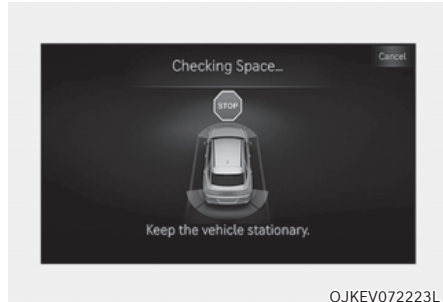 Checking Space...
Cancel
STOP
Keep the vehicle stationary.
OJKEV072223L